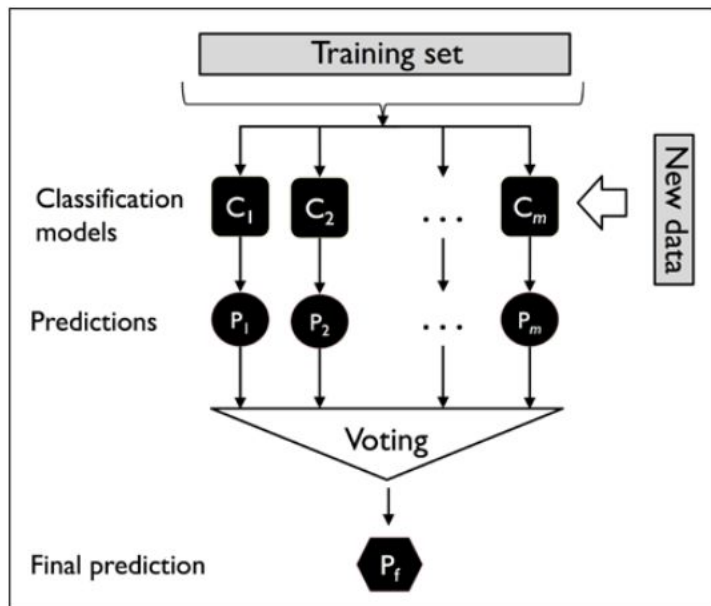 Training set
New data
Classification
models
C1 C2 ... Cm
Predictions
P1 P2 ... Pm
Voting
Final prediction
Pf